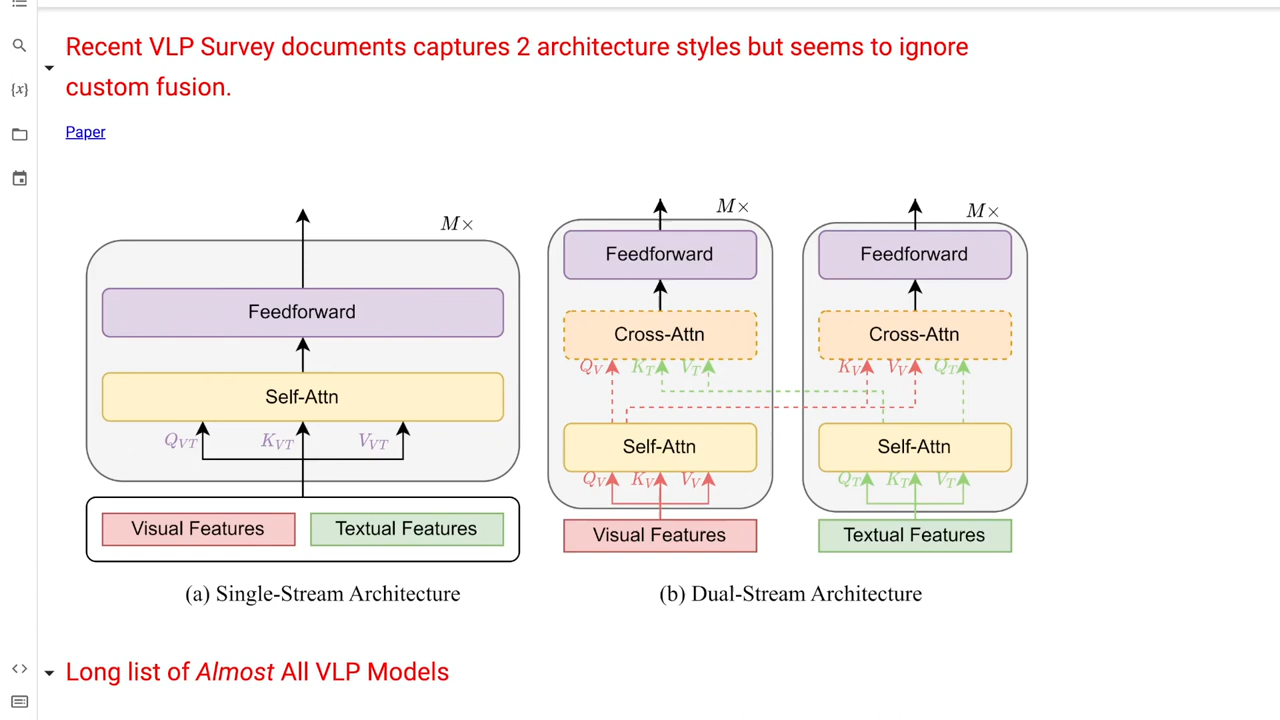 Recent VLP Survey documents captures 2 architecture styles but seems to ignore
custom fusion.
{x}
Paper
M×
M×
M×
Feedforward
Feedforward
Feedforward
Cross-Attn
Cross-Attn
Q_V K_T V_T
K_V V_V Q_T
Self-Attn
Q_VT K_VT V_VT
Self-Attn
Self-Attn
Q_V K_V V_V
Q_T K_T V_T
Visual Features
Textual Features
Visual Features
Textual Features
(a) Single-Stream Architecture
(b) Dual-Stream Architecture
Long list of Almost All VLP Models